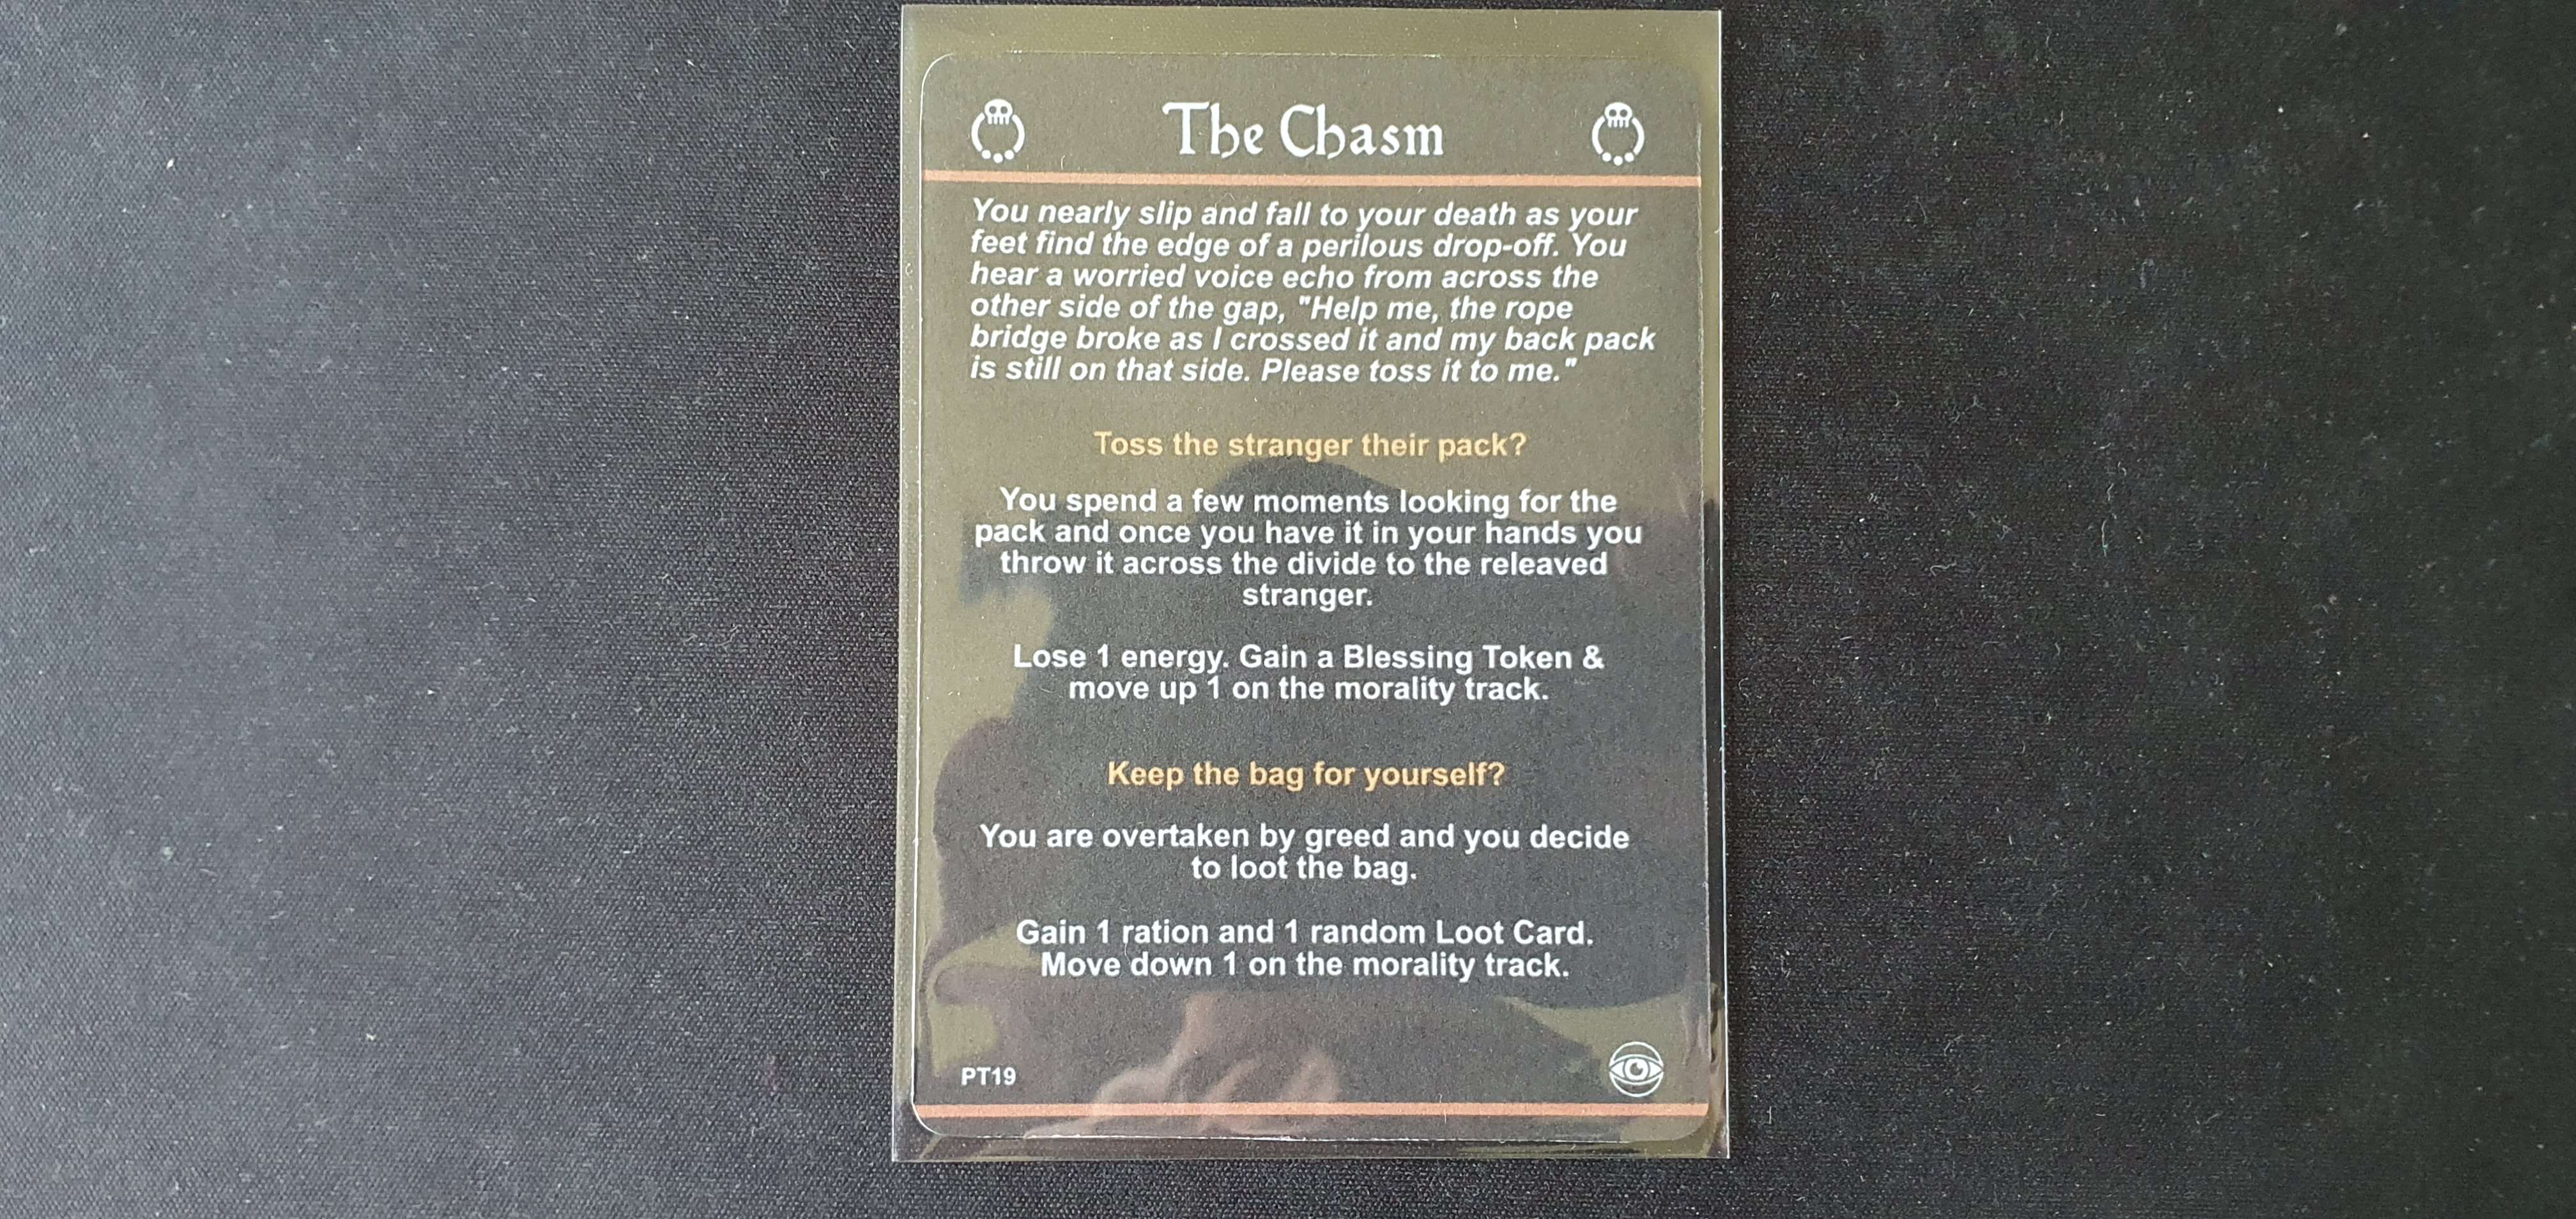 The Chasm
You nearly slip and fall to your death as your
feet find the edge of a perilous drop-off. You
hear a worried voice echo from across the
other side of the gap, "Help me, the rope
bridge broke as I crossed it and my back pack
is still on that side. Please toss it to me."
Toss the stranger their pack?
You spend a few moments looking for the
pack and once you have it in your hands you
throw it across the divide to the releaved
stranger.
Lose 1 energy. Gain a Blessing Token &
move up 1 on the morality track.
Keep the bag for yourself?
You are overtaken by greed and you decide
to loot the bag.
Gain 1 ration and 1 random Loot Card.
Move down 1 on the morality track.
PT19